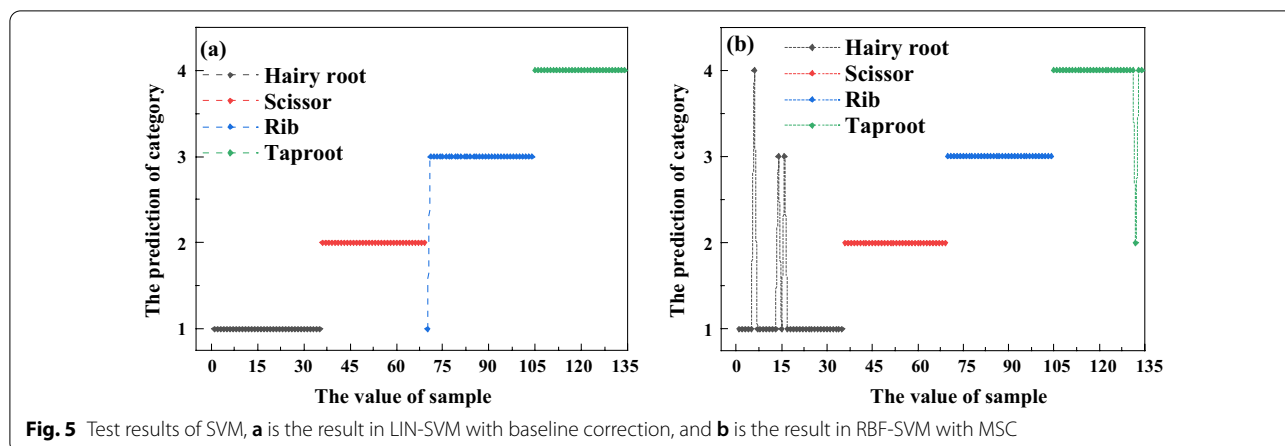 (a)
Hairy root
Scissor
Rib
Taproot
4
3
2
1
The prediction of category
0 15 30 45 60 75 90 105 120 135
The value of sample
(b)
Hairy root
Scissor
Rib
Taproot
4
3
2
1
The prediction of category
0 15 30 45 60 75 90 105 120 135
The value of sample
Fig. 5 Test results of SVM, a is the result in LIN-SVM with baseline correction, and b is the result in RBF-SVM with MSC